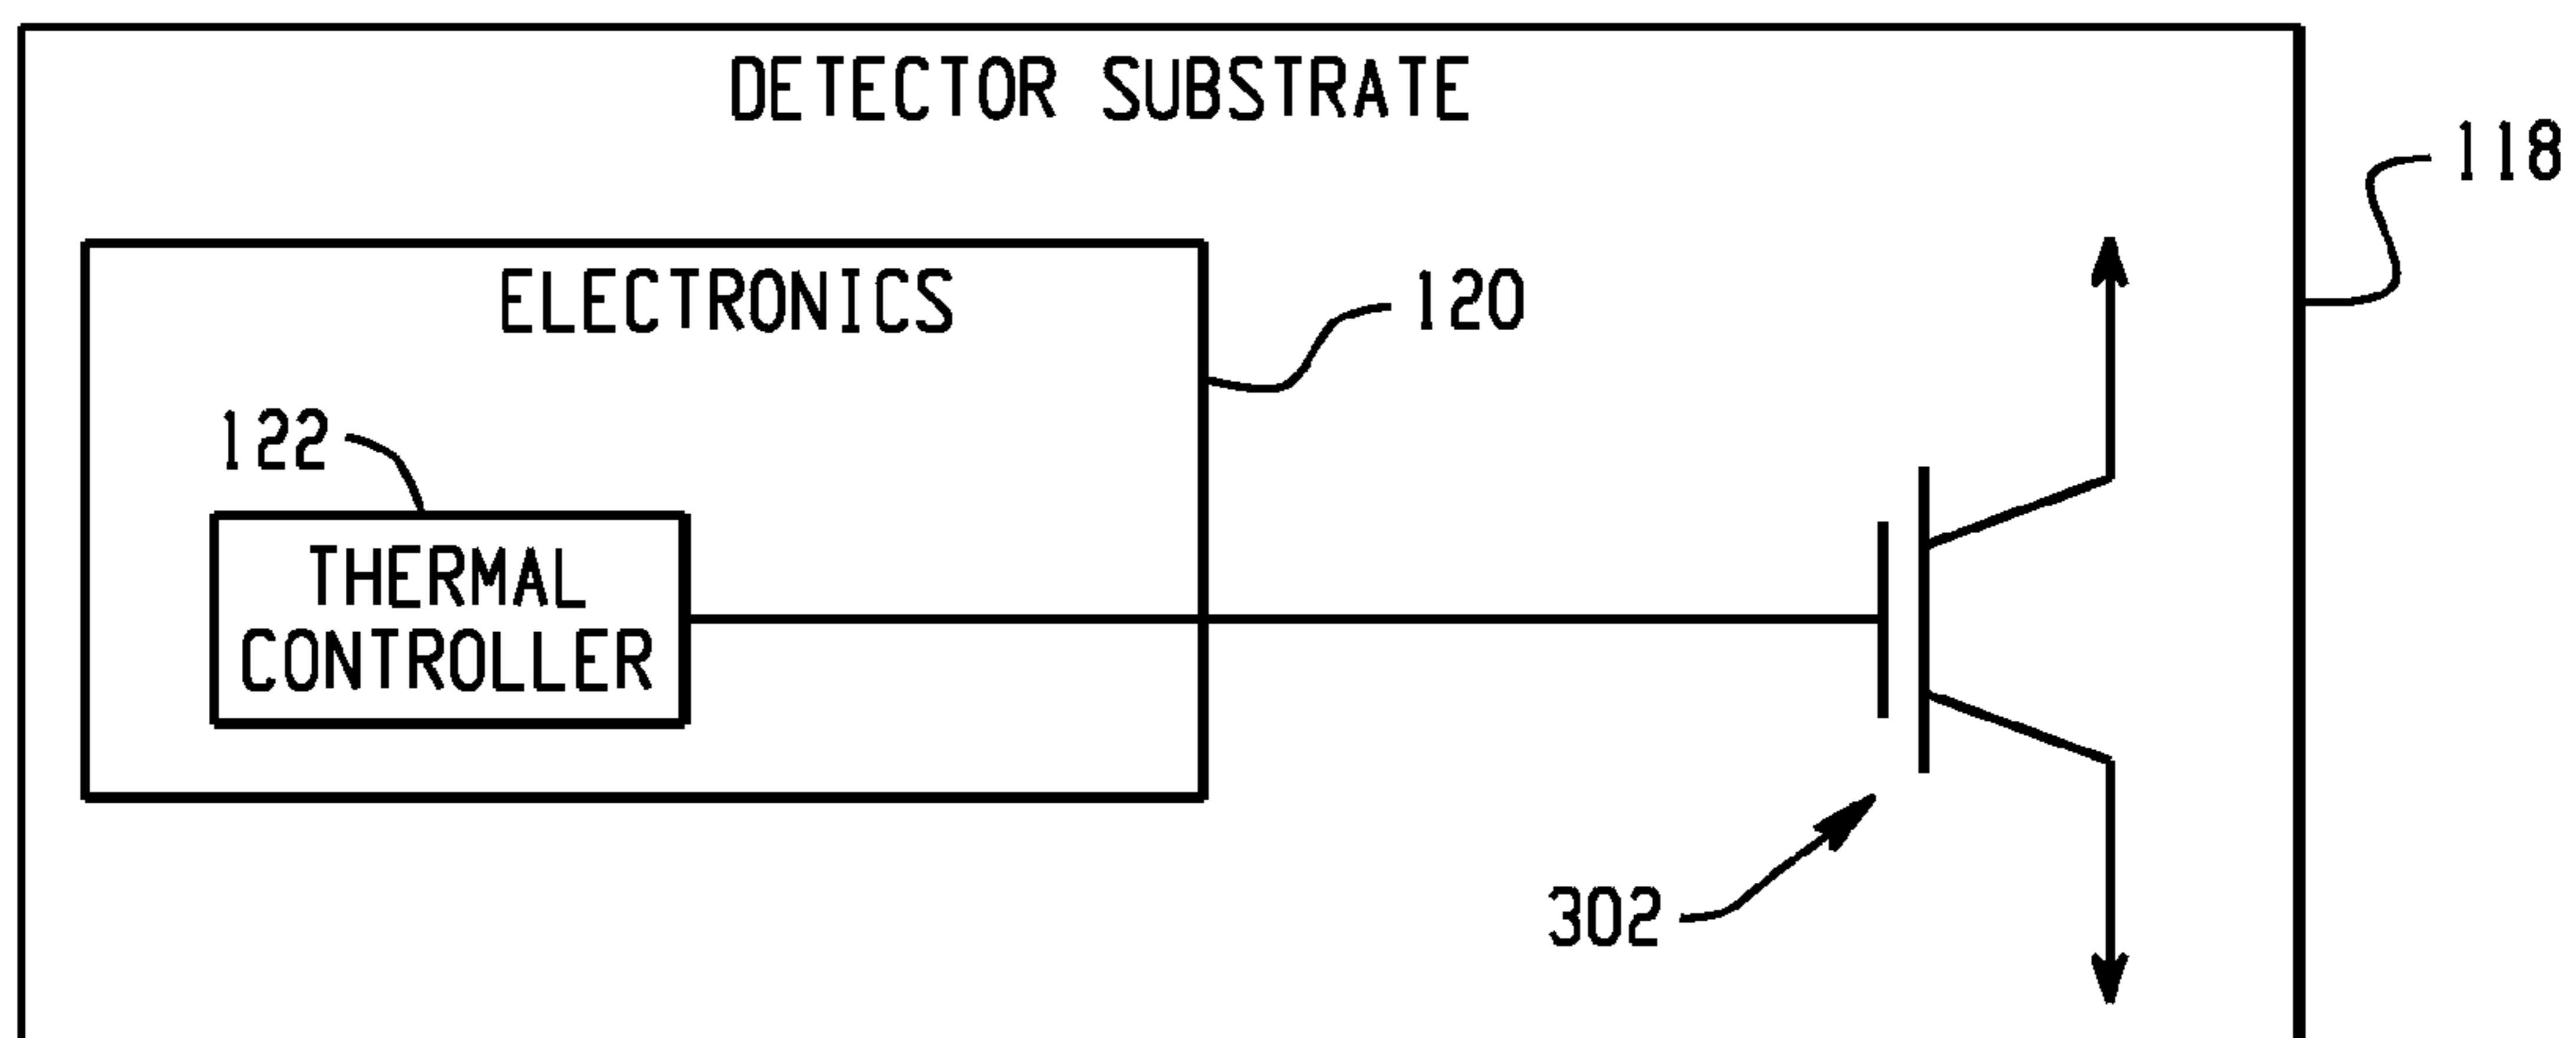 DETECTOR SUBSTRATE
118
ELECTRONICS
120
122
THERMAL
CONTROLLER
302